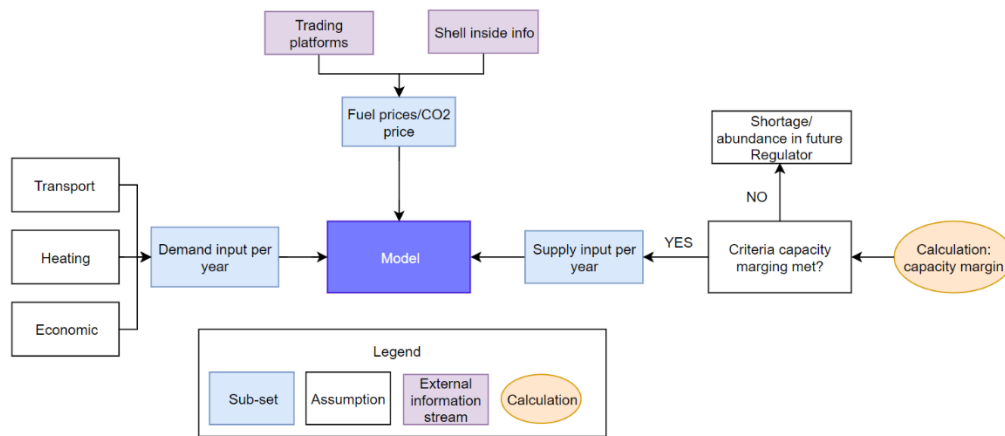 Trading
platforms
Shell inside info
Fuel prices/CO2
price
Shortage/
abundance in future
Regulator
NO
Transport
Heating
Economic
Demand input per
year
Model
Supply input per
year
YES
Criteria capacity
marging met?
Calculation:
capacity margin
Legend
Sub-set
Assumption
External
information
stream
Calculation